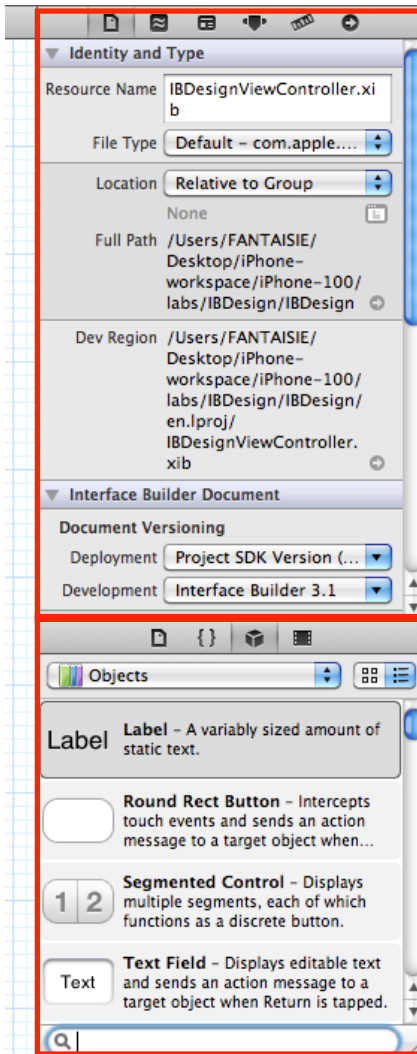 Identity and Type
Resource Name IBDesignViewController.xi
b
File Type Default - com.apple....
Location Relative to Group
None
Full Path /Users/FANTAISIE/
Desktop/iPhone-
workspace/iPhone-100/
labs/IBDesign/IBDesign
Dev Region /Users/FANTAISIE/
Desktop/iPhone-
workspace/iPhone-100/
labs/IBDesign/IBDesign/
en.lproj/
IBDesignViewController.
xib
Interface Builder Document
Document Versioning
Deployment Project SDK Version (...
Development Interface Builder 3.1
{ }
Objects
Label
Label - A variably sized amount of
static text.
Round Rect Button - Intercepts
touch events and sends an action
message to a target object when...
1 2
Segmented Control - Displays
multiple segments, each of which
functions as a discrete button.
Text
Text Field - Displays editable text
and sends an action message to a
target object when Return is tapped.